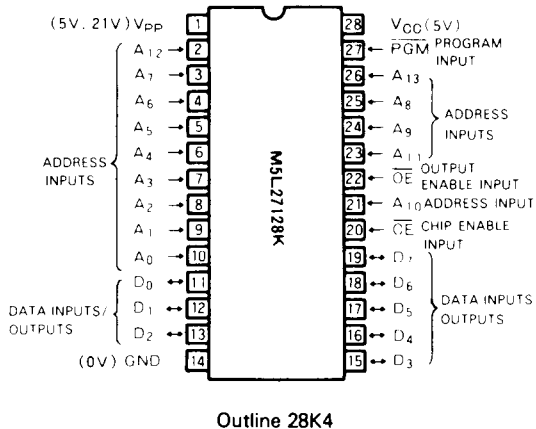 (5V, 21V) VPP 1
A12 2
A7 3
A6 4
A5 5
A4 6
A3 7
A2 8
A1 9
A0 10
ADDRESS
INPUTS
D0 11
D1 12
D2 13
DATA INPUTS/
OUTPUTS
(0V) GND 14
M5L27128K
28 VCC (5V)
27 PGM PROGRAM
INPUT
26 A13
25 A8
24 A9
23 A11
ADDRESS
INPUTS
22 OE OUTPUT
ENABLE INPUT
21 A10 ADDRESS INPUT
20 CE CHIP ENABLE
INPUT
19 D7
18 D6
17 D5
16 D4
15 D3
DATA INPUTS
OUTPUTS
Outline 28K4